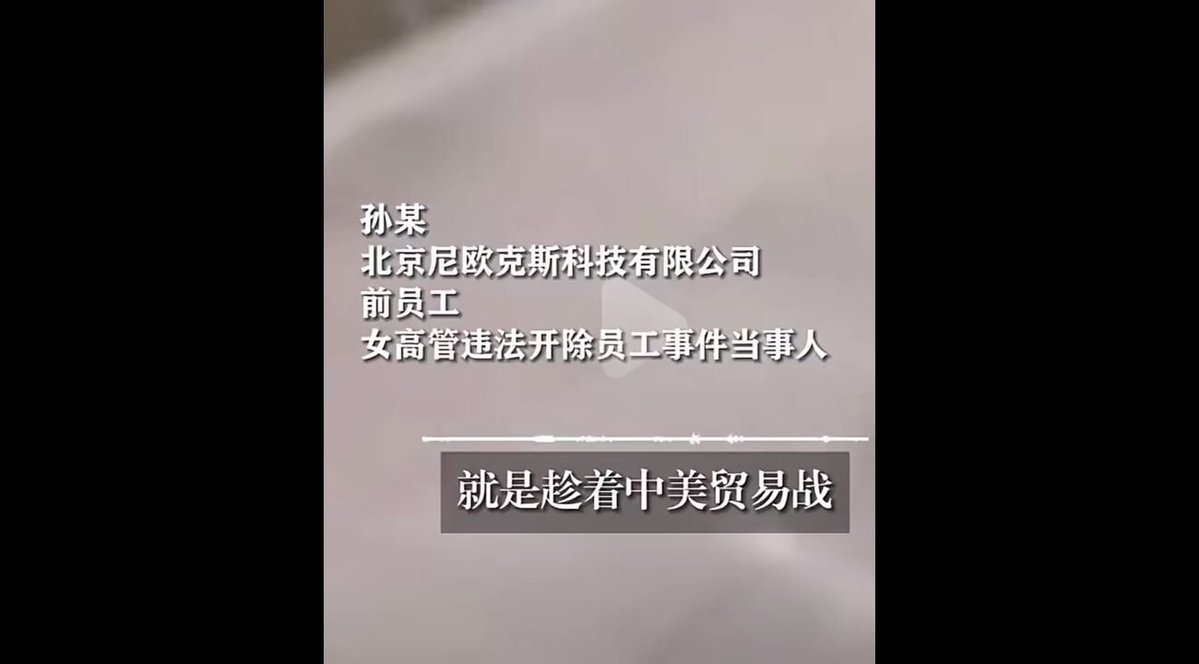 孙某
北京尼欧克斯科技有限公司
前员工
女高管违法开除员工事件当事人
就是趁着中美贸易战